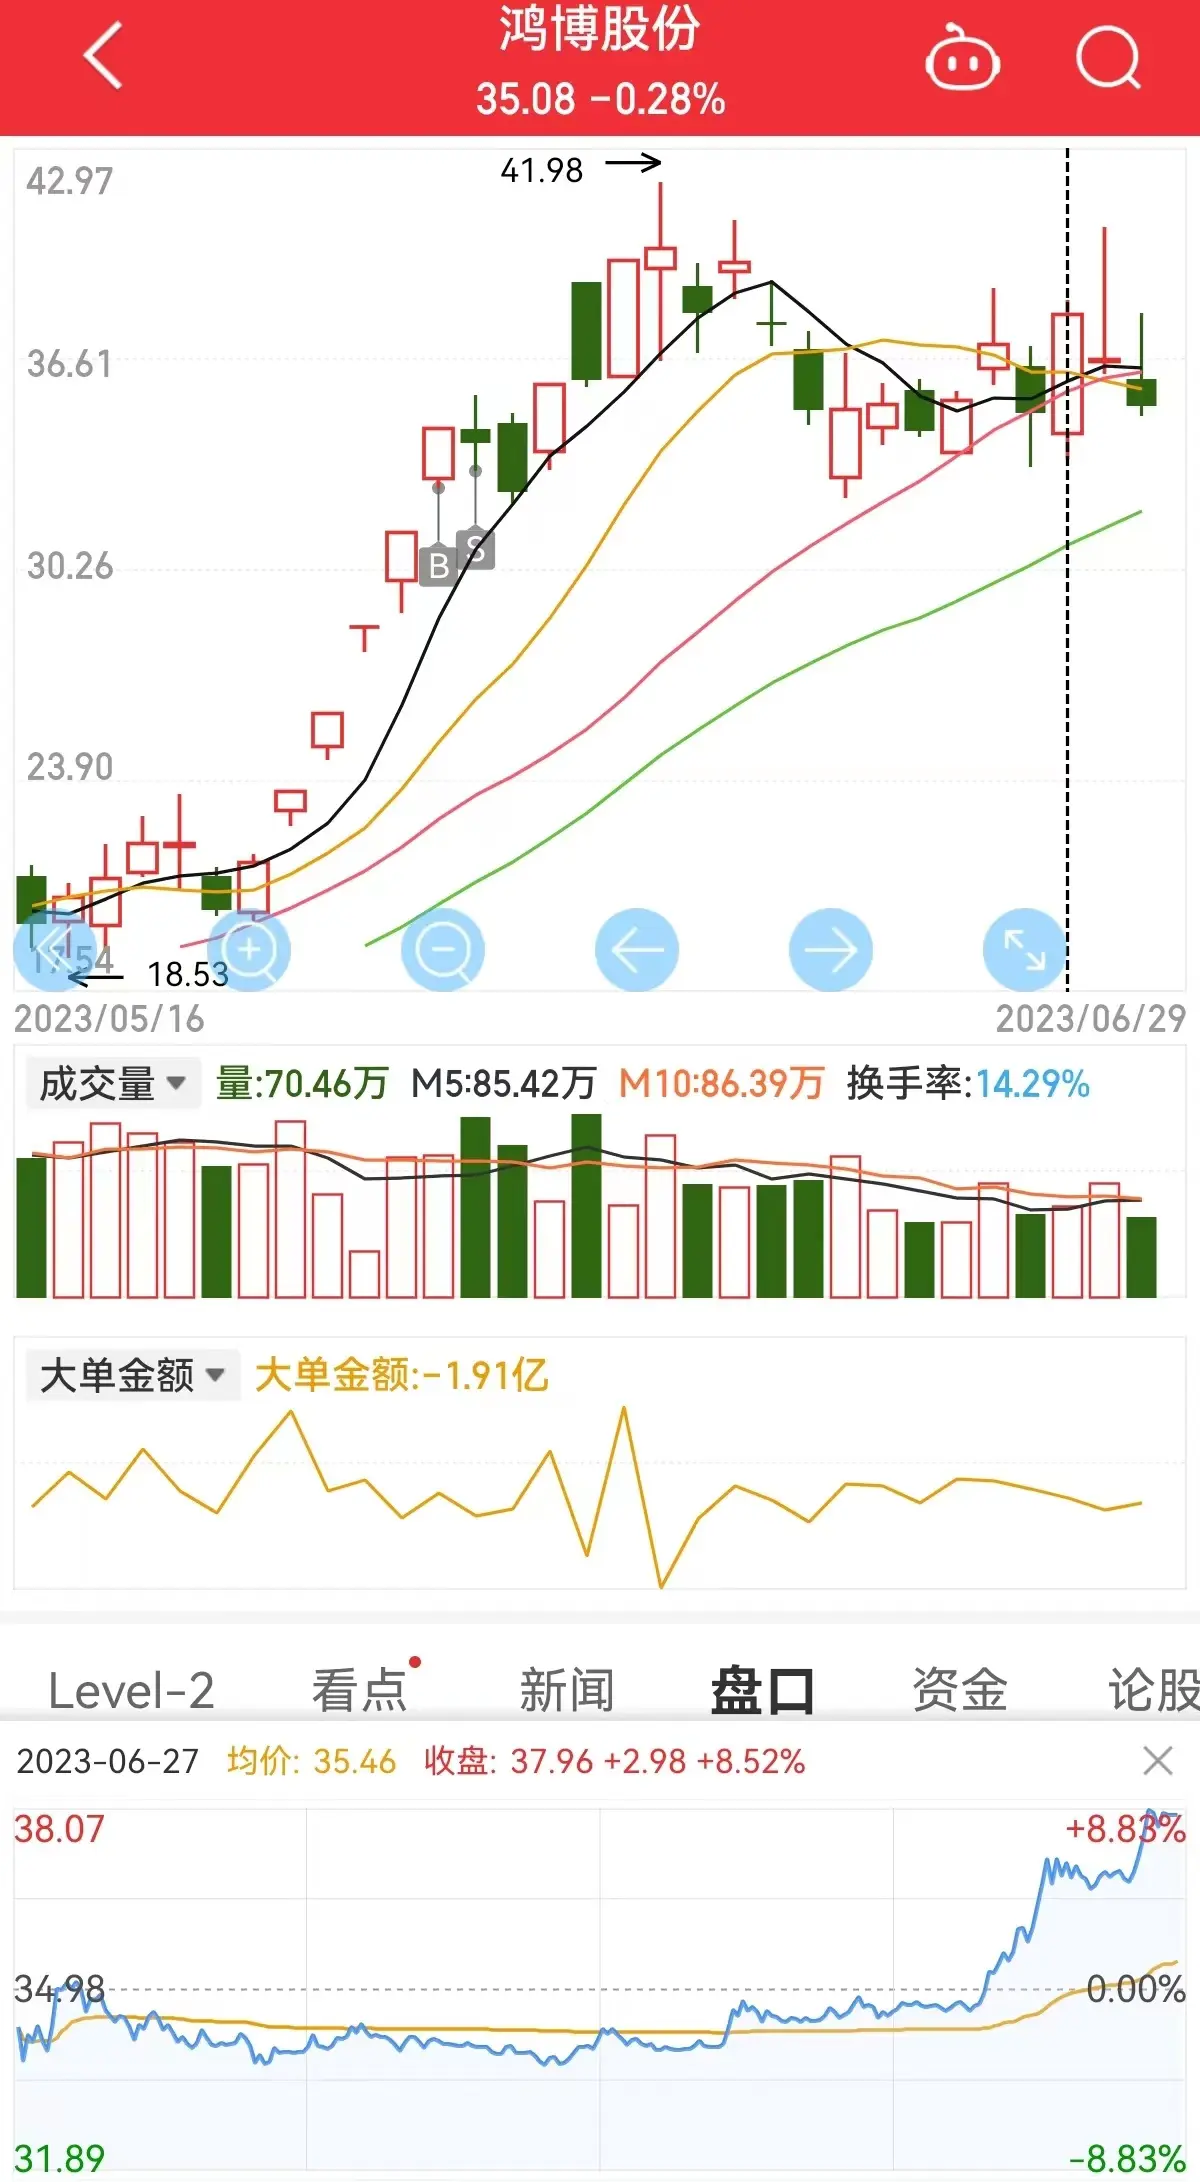 鸿博股份
35.08 -0.28%
42.97
41.98
36.61
30.26
B S
23.90
17.54
18.53
2023/05/16 2023/06/29
成交量 量:70.46万 M5:85.42万 M10:86.39万 换手率:14.29%
大单金额 大单金额:-1.91亿
Level-2 看点 新闻 盘口 资金 论股
2023-06-27 均价: 35.46 收盘: 37.96 +2.98 +8.52%
38.07 +8.83%
34.98 0.00%
31.89 -8.83%